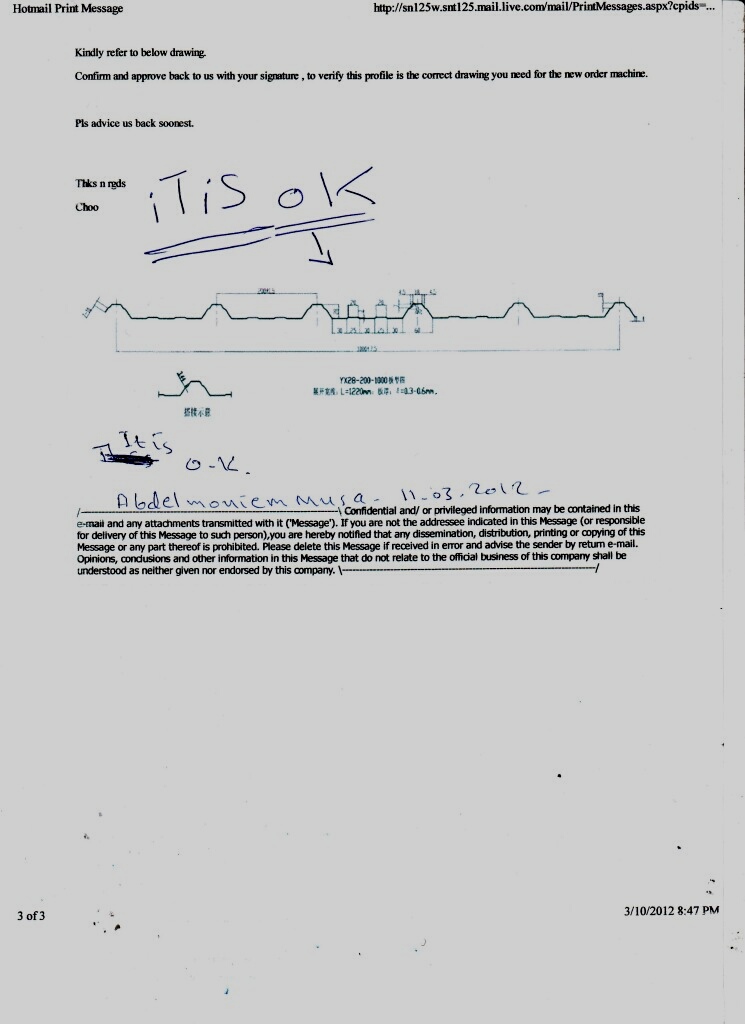 Hotmail Print Message
http://sn125w.snt125.mail.live.com/mail/PrintMessages.aspx?cpids=...
Kindly refer to below drawing.
Confirm and approve back to us with your signature , to verify this profile is the correct drawing you need for the new order machine.
Pls advice us back soonest.
Thks n rgds
Choo
iTiS OK
YX28-200-1000
L=1220mm
t=0.3-0.6mm.
搭接示意
It is
O-K.
Abdelmoniem Musa - 11-03.2012 -
/----------------------------------------------------------\ Confidential and/ or privileged information may be contained in this
e-mail and any attachments transmitted with it ('Message'). If you are not the addressee indicated in this Message (or responsible
for delivery of this Message to such person),you are hereby notified that any dissemination, distribution, printing or copying of this
Message or any part thereof is prohibited. Please delete this Message if received in error and advise the sender by return e-mail.
Opinions, conclusions and other information in this Message that do not relate to the official business of this company shall be
understood as neither given nor endorsed by this company. \----------------------------------------------------------/
3 of 3
3/10/2012 8:47 PM